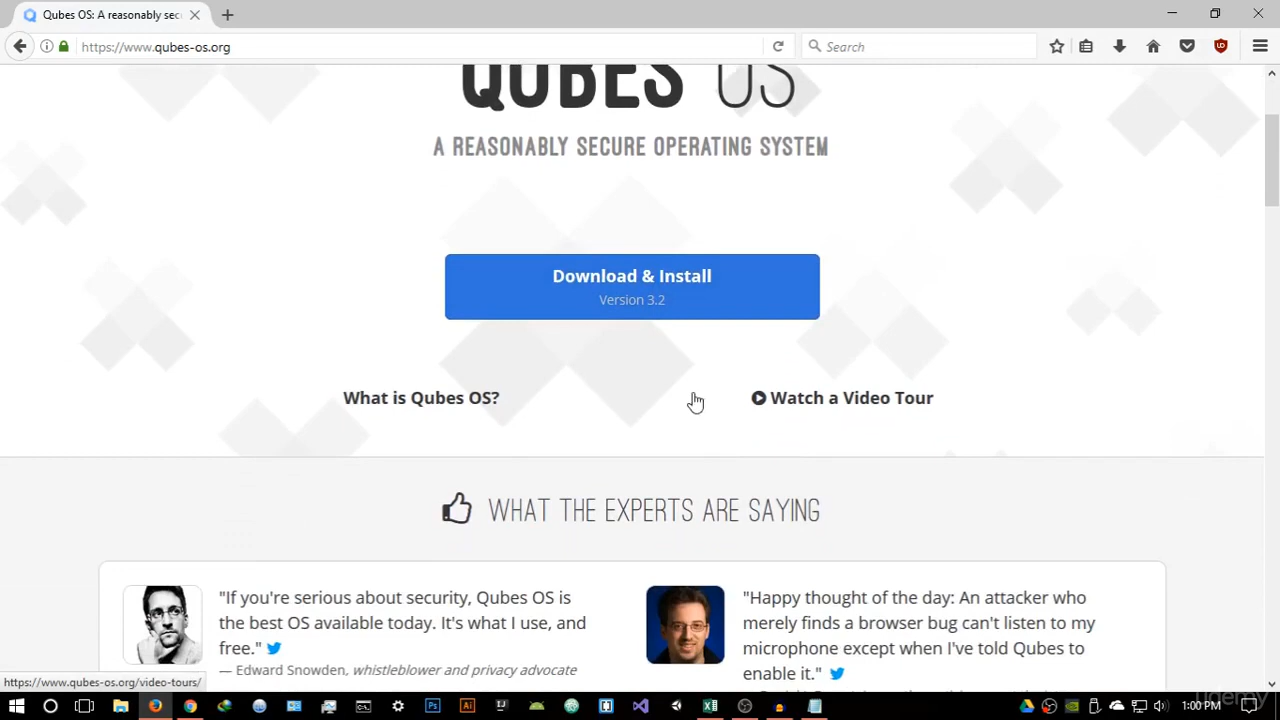 Qubes OS: A reasonably sec
https://www.qubes-os.org
Search
QUBES OS
A REASONABLY SECURE OPERATING SYSTEM
Download & Install
Version 3.2
What is Qubes OS?
Watch a Video Tour
WHAT THE EXPERTS ARE SAYING
"If you're serious about security, Qubes OS is
the best OS available today. It's what I use, and
free."
— Edward Snowden, whistleblower and privacy advocate
"Happy thought of the day: An attacker who
merely finds a browser bug can't listen to my
microphone except when I've told Qubes to
enable it."
https://www.qubes-os.org/video-tours/
1:00 PM
Udemy